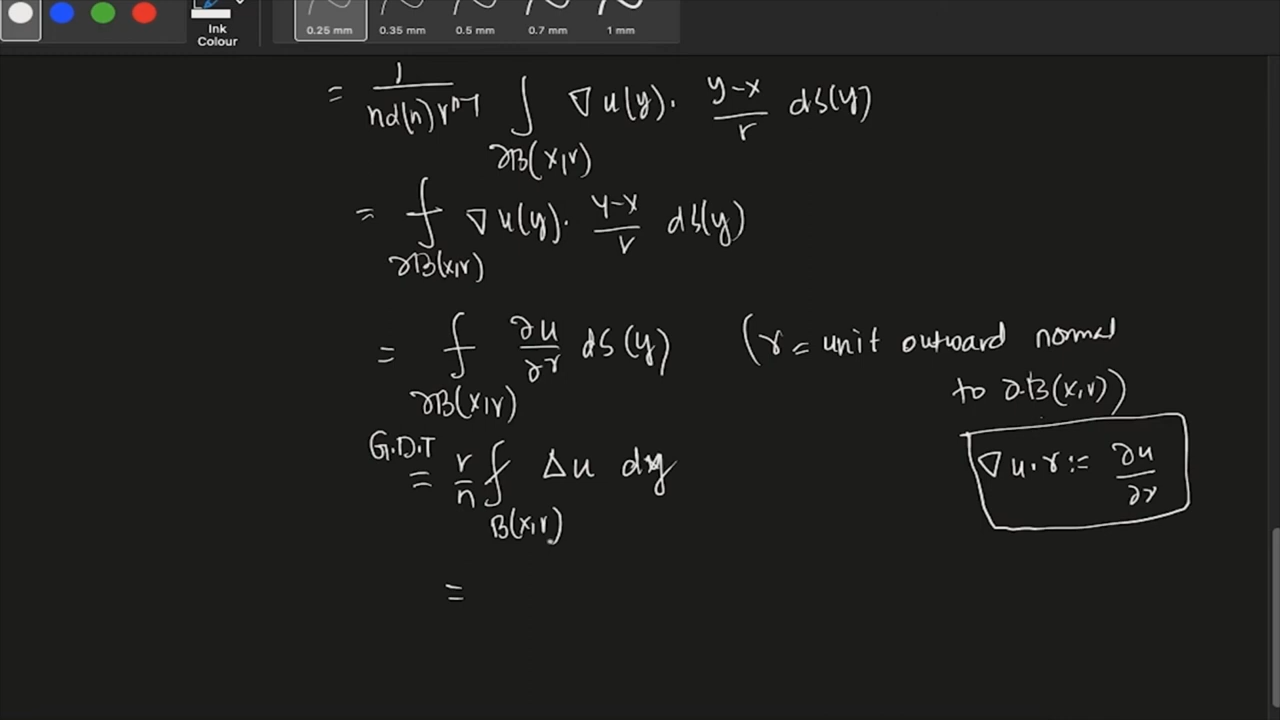 Ink
Colour
0.25 mm 0.35 mm 0.5 mm 0.7 mm 1 mm
= 1/(nα(n)r^{n-1}) ∫_{∂B(x,r)} ∇u(y)· (y-x)/r ds(y)
= ⨍_{∂B(x,r)} ∇u(y)· (y-x)/r ds(y)
= ⨍_{∂B(x,r)} ∂u/∂γ ds(y) (γ = unit outward normal
to ∂B(x,r))
G.D.T
= r/n ⨍_{B(x,r)} Δu dy
∇u·γ := ∂u/∂γ
=